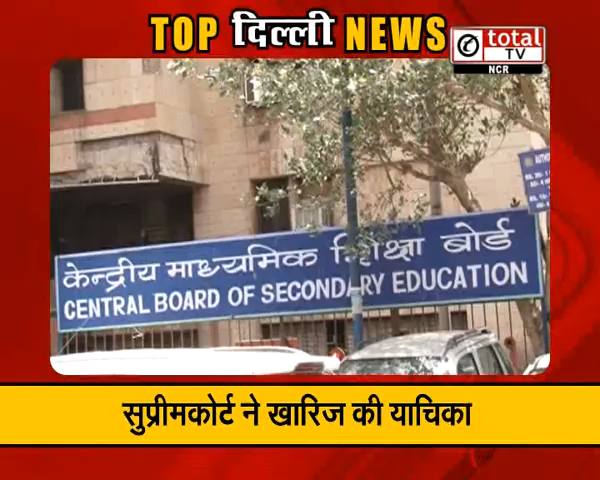 TOP दिल्ली NEWS
total
TV
NCR
केन्द्रीय माध्यमिक शिक्षा बोर्ड
CENTRAL BOARD OF SECONDARY EDUCATION
सुप्रीमकोर्ट ने खारिज की याचिका